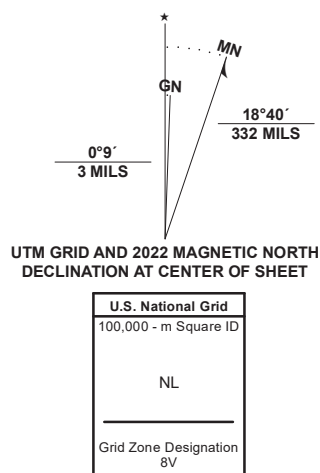 ★
MN
GN
18°40´
332 MILS
0°9´
3 MILS
UTM GRID AND 2022 MAGNETIC NORTH
DECLINATION AT CENTER OF SHEET
U.S. National Grid
100,000 - m Square ID
NL
Grid Zone Designation
8V